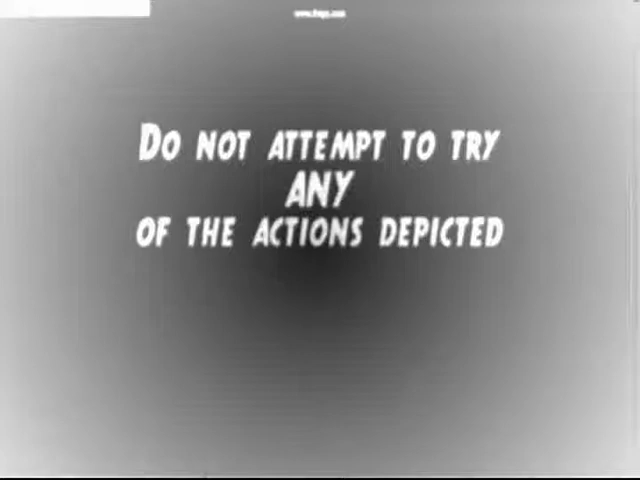 Do not attempt to try
ANY
of the actions depicted